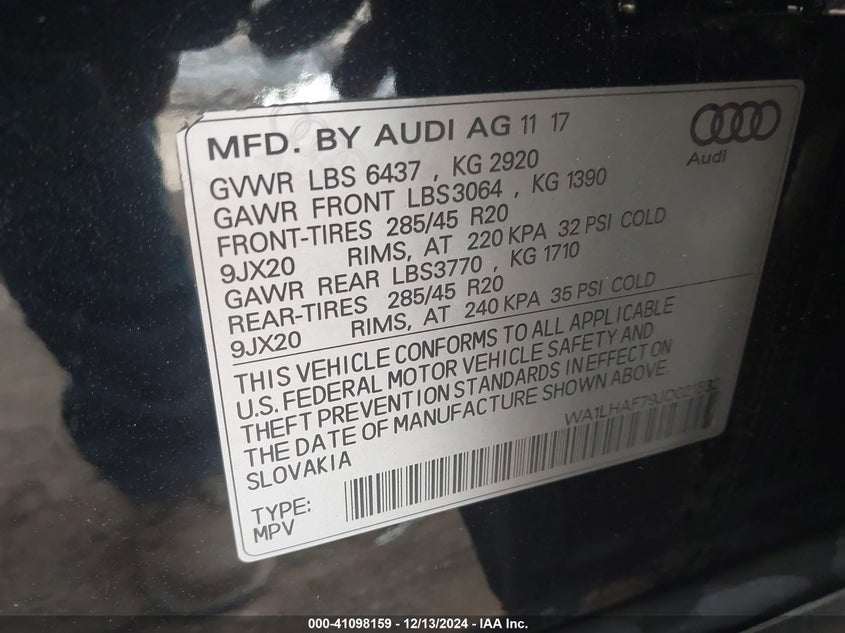 MFD. BY AUDI AG 11 17
Audi
GVWR LBS 6437 , KG 2920
GAWR FRONT LBS3064 , KG 1390
FRONT-TIRES 285/45 R20
9JX20 RIMS, AT 220 KPA 32 PSI COLD
GAWR REAR LBS3770 , KG 1710
REAR-TIRES 285/45 R20
9JX20 RIMS, AT 240 KPA 35 PSI COLD
THIS VEHICLE CONFORMS TO ALL APPLICABLE
U.S. FEDERAL MOTOR VEHICLE SAFETY AND
THEFT PREVENTION STANDARDS IN EFFECT ON
THE DATE OF MANUFACTURE SHOWN ABOVE.
SLOVAKIA
WA1LHAF79JD021532
TYPE:
MPV
000-41098159 - 12/13/2024 - IAA Inc.